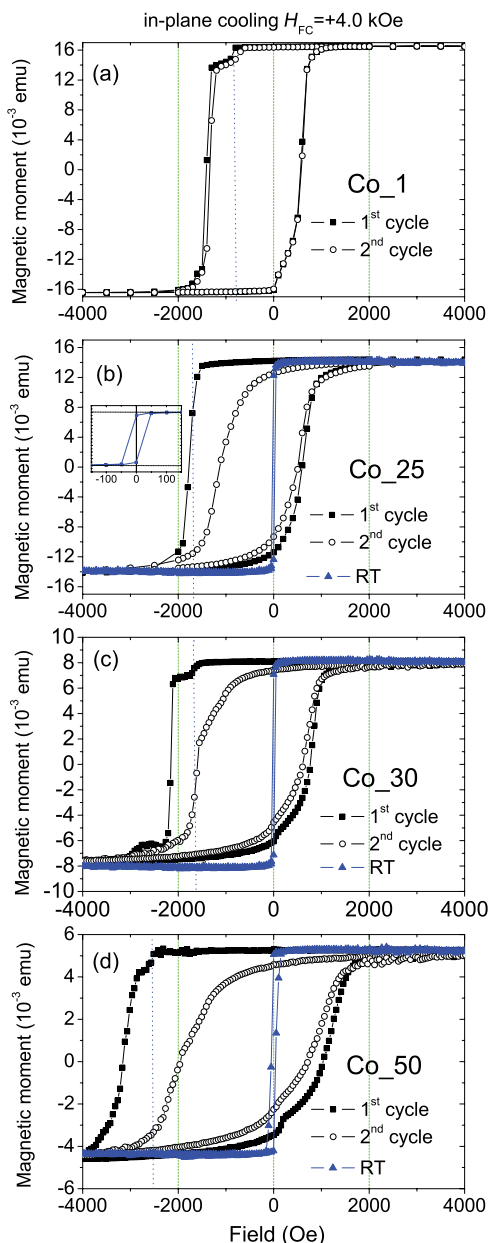 in-plane cooling H_FC=+4.0 kOe
(a)
Magnetic moment (10⁻³ emu)
16
12
8
4
0
-4
-8
-12
-16
Co_1
1st cycle
2nd cycle
-4000 -2000 0 2000 4000
(b)
Magnetic moment (10⁻³ emu)
16
12
8
4
0
-4
-8
-12
-16
-100 0 100
Co_25
1st cycle
2nd cycle
RT
-4000 -2000 0 2000 4000
(c)
Magnetic moment (10⁻³ emu)
10
8
6
4
2
0
-2
-4
-6
-8
-10
Co_30
1st cycle
2nd cycle
RT
-4000 -2000 0 2000 4000
(d)
Magnetic moment (10⁻³ emu)
6
4
2
0
-2
-4
-6
Co_50
1st cycle
2nd cycle
RT
-4000 -2000 0 2000 4000
Field (Oe)